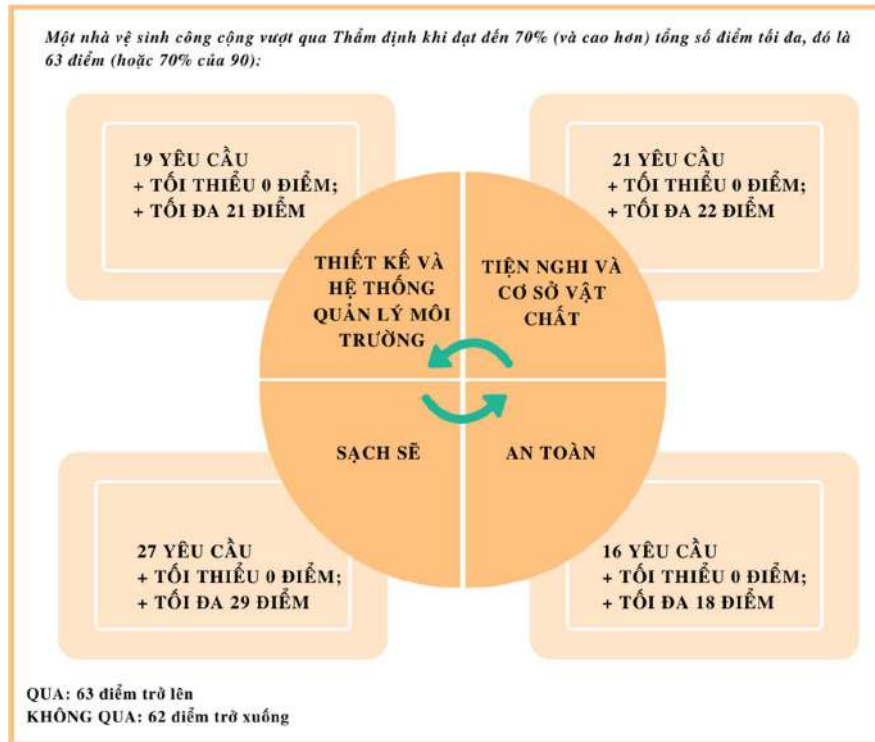 Một nhà vệ sinh công cộng vượt qua Thẩm định khi đạt đến 70% (và cao hơn) tổng số điểm tối đa, đó là
63 điểm (hoặc 70% của 90):
19 YÊU CẦU
+ TỐI THIỂU 0 ĐIỂM;
+ TỐI ĐA 21 ĐIỂM
21 YÊU CẦU
+ TỐI THIỂU 0 ĐIỂM;
+ TỐI ĐA 22 ĐIỂM
THIẾT KẾ VÀ
HỆ THỐNG
QUẢN LÝ MÔI
TRƯỜNG
TIỆN NGHI VÀ
CƠ SỞ VẬT
CHẤT
SẠCH SẼ
AN TOÀN
27 YÊU CẦU
+ TỐI THIỂU 0 ĐIỂM;
+ TỐI ĐA 29 ĐIỂM
16 YÊU CẦU
+ TỐI THIỂU 0 ĐIỂM;
+ TỐI ĐA 18 ĐIỂM
QUA: 63 điểm trở lên
KHÔNG QUA: 62 điểm trở xuống